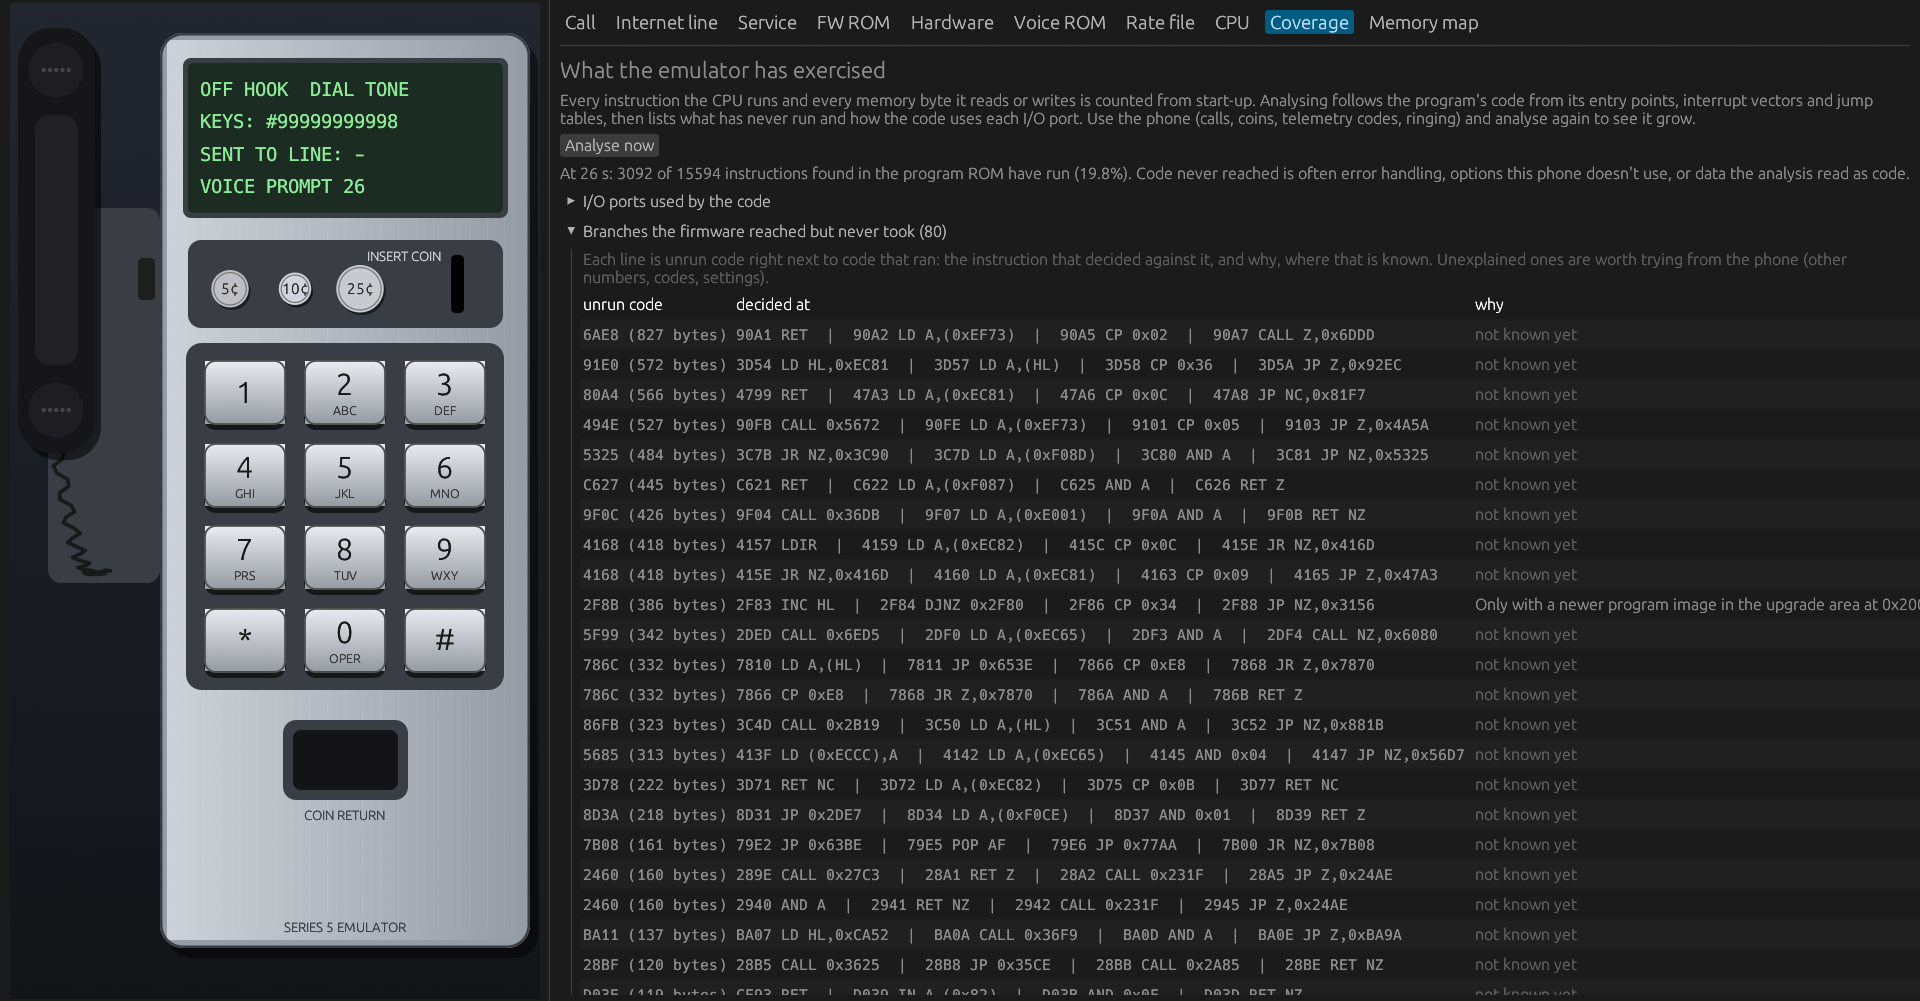 OFF HOOK  DIAL TONE
KEYS: #99999999998
SENT TO LINE: -
VOICE PROMPT 26
INSERT COIN
5¢ 10¢ 25¢
1 2 3
ABC DEF
4 5 6
GHI JKL MNO
7 8 9
PRS TUV WXY
* 0 #
OPER
COIN RETURN
SERIES 5 EMULATOR
Call Internet line Service FW ROM Hardware Voice ROM Rate file CPU Coverage Memory map
What the emulator has exercised
Every instruction the CPU runs and every memory byte it reads or writes is counted from start-up. Analysing follows the program's code from its entry points, interrupt vectors and jump
tables, then lists what has never run and how the code uses each I/O port. Use the phone (calls, coins, telemetry codes, ringing) and analyse again to see it grow.
Analyse now
At 26 s: 3092 of 15594 instructions found in the program ROM have run (19.8%). Code never reached is often error handling, options this phone doesn't use, or data the analysis read as code.
I/O ports used by the code
Branches the firmware reached but never took (80)
Each line is unrun code right next to code that ran: the instruction that decided against it, and why, where that is known. Unexplained ones are worth trying from the phone (other
numbers, codes, settings).
unrun code decided at why
6AE8 (827 bytes) 90A1 RET | 90A2 LD A,(0xEF73) | 90A5 CP 0x02 | 90A7 CALL Z,0x6DDD not known yet
91E0 (572 bytes) 3D54 LD HL,0xEC81 | 3D57 LD A,(HL) | 3D58 CP 0x36 | 3D5A JP Z,0x92EC not known yet
80A4 (566 bytes) 4799 RET | 47A3 LD A,(0xEC81) | 47A6 CP 0x0C | 47A8 JP NC,0x81F7 not known yet
494E (527 bytes) 90FB CALL 0x5672 | 90FE LD A,(0xEF73) | 9101 CP 0x05 | 9103 JP Z,0x4A5A not known yet
5325 (484 bytes) 3C7B JR NZ,0x3C90 | 3C7D LD A,(0xF08D) | 3C80 AND A | 3C81 JP NZ,0x5325 not known yet
C627 (445 bytes) C621 RET | C622 LD A,(0xF087) | C625 AND A | C626 RET Z not known yet
9F0C (426 bytes) 9F04 CALL 0x36DB | 9F07 LD A,(0xE001) | 9F0A AND A | 9F0B RET NZ not known yet
4168 (418 bytes) 4157 LDIR | 4159 LD A,(0xEC82) | 415C CP 0x0C | 415E JR NZ,0x416D not known yet
4168 (418 bytes) 415E JR NZ,0x416D | 4160 LD A,(0xEC81) | 4163 CP 0x09 | 4165 JP Z,0x47A3 not known yet
2F8B (386 bytes) 2F83 INC HL | 2F84 DJNZ 0x2F80 | 2F86 CP 0x34 | 2F88 JP NZ,0x3156 Only with a newer program image in the upgrade area at 0x200
5F99 (342 bytes) 2DED CALL 0x6ED5 | 2DF0 LD A,(0xEC65) | 2DF3 AND A | 2DF4 CALL NZ,0x6080 not known yet
786C (332 bytes) 7810 LD A,(HL) | 7811 JP 0x653E | 7866 CP 0xE8 | 7868 JR Z,0x7870 not known yet
786C (332 bytes) 7866 CP 0xE8 | 7868 JR Z,0x7870 | 786A AND A | 786B RET Z not known yet
86FB (323 bytes) 3C4D CALL 0x2B19 | 3C50 LD A,(HL) | 3C51 AND A | 3C52 JP NZ,0x881B not known yet
5685 (313 bytes) 413F LD (0xECCC),A | 4142 LD A,(0xEC65) | 4145 AND 0x04 | 4147 JP NZ,0x56D7 not known yet
3D78 (222 bytes) 3D71 RET NC | 3D72 LD A,(0xEC82) | 3D75 CP 0x0B | 3D77 RET NC not known yet
8D3A (218 bytes) 8D31 JP 0x2DE7 | 8D34 LD A,(0xF0CE) | 8D37 AND 0x01 | 8D39 RET Z not known yet
7B08 (161 bytes) 79E2 JP 0x63BE | 79E5 POP AF | 79E6 JP 0x77AA | 7B00 JR NZ,0x7B08 not known yet
2460 (160 bytes) 289E CALL 0x27C3 | 28A1 RET Z | 28A2 CALL 0x231F | 28A5 JP Z,0x24AE not known yet
2460 (160 bytes) 2940 AND A | 2941 RET NZ | 2942 CALL 0x231F | 2945 JP Z,0x24AE not known yet
BA11 (137 bytes) BA07 LD HL,0xCA52 | BA0A CALL 0x36F9 | BA0D AND A | BA0E JP Z,0xBA9A not known yet
28BF (120 bytes) 28B5 CALL 0x3625 | 28B8 JP 0x35CE | 28BB CALL 0x2A85 | 28BE RET NZ not known yet